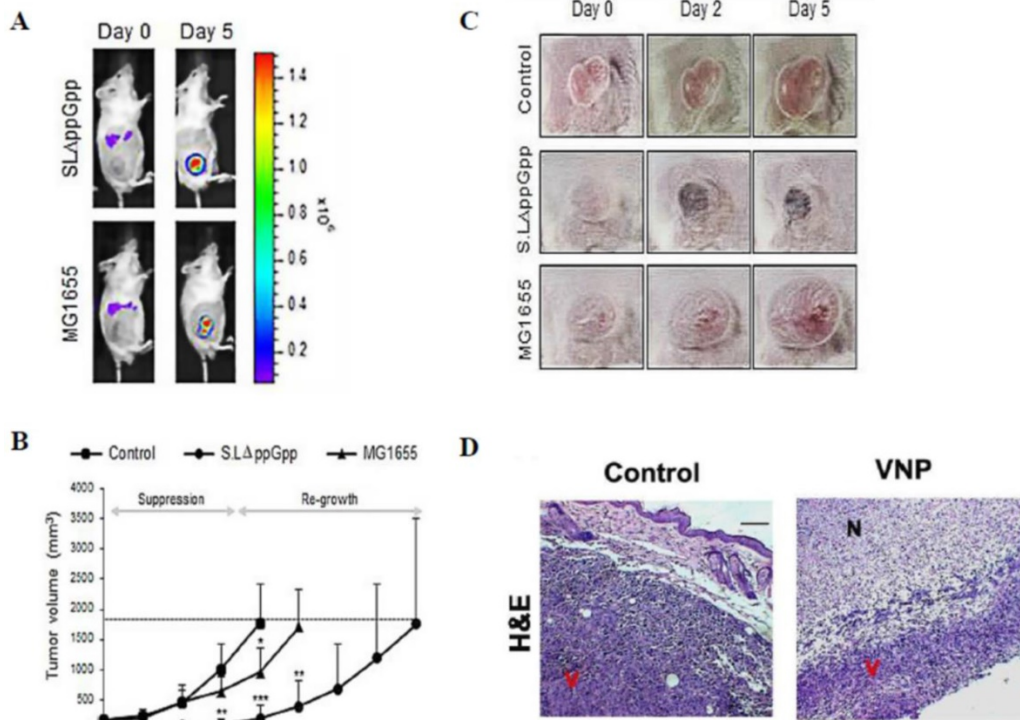 A
Day 0 Day 5
SLΔppGpp
MG1655
1.4
1.2
1.0
0.8
0.6
0.4
0.2
x10⁶
C
Day 0 Day 2 Day 5
Control
S.LΔppGpp
MG1655
B
Control S.LΔppGpp MG1655
Suppression Re-growth
Tumor volume (mm³)
4000
3500
3000
2500
2000
1500
1000
500
*
** *** **
D
Control VNP
H&E
N
V V